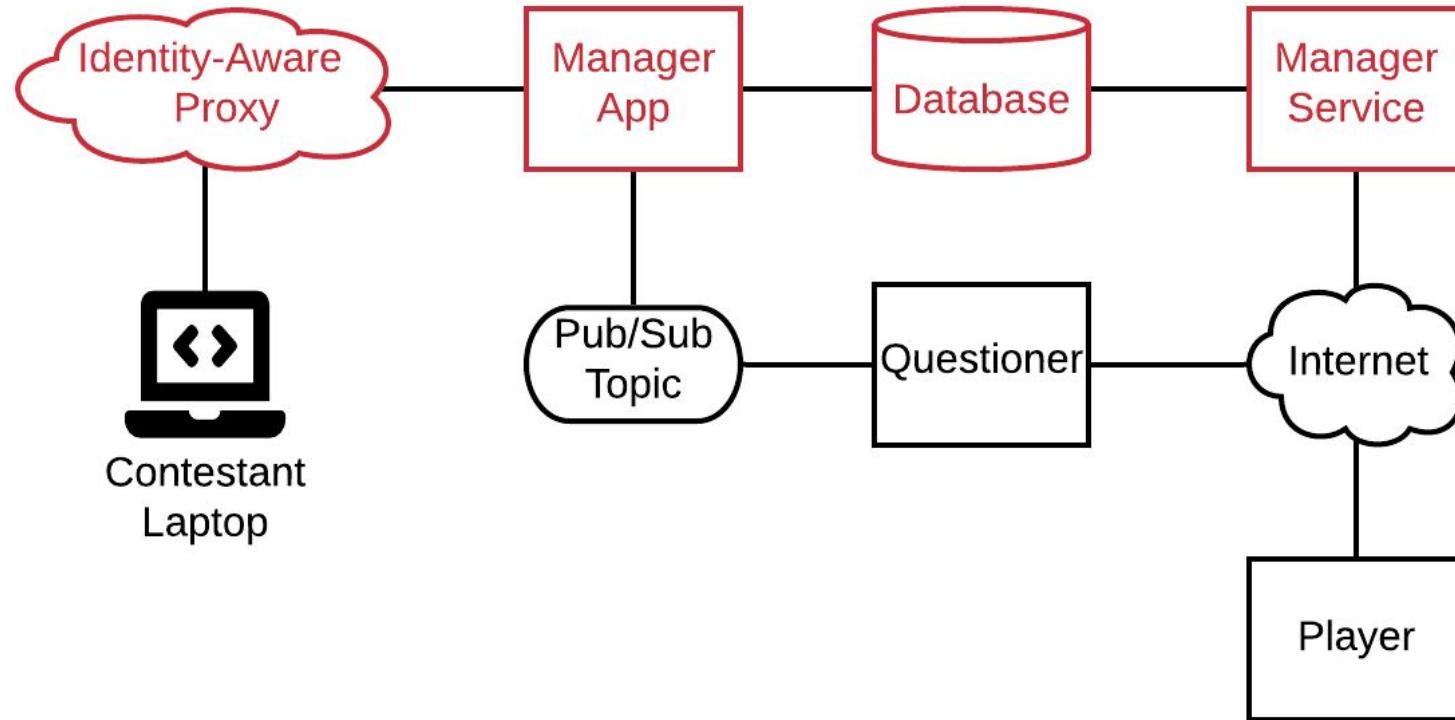 Identity-Aware
Proxy
Manager
App
Database
Manager
Service
Pub/Sub
Topic
Questioner
Internet
Contestant
Laptop
Player